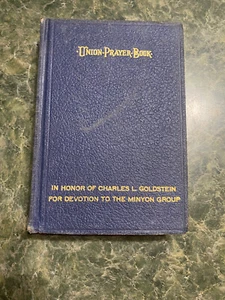 ·UNION·PRAYER·BOOK·
IN HONOR OF CHARLES L. GOLDSTEIN
FOR DEVOTION TO THE MINYON GROUP